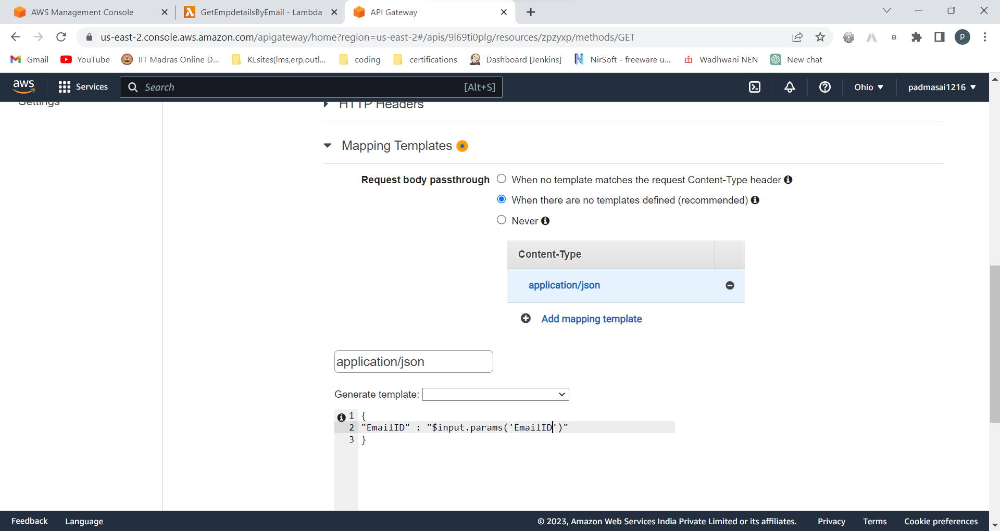 AWS Management Console
GetEmpdetailsByEmail - Lambda
API Gateway
us-east-2.console.aws.amazon.com/apigateway/home?region=us-east-2#/apis/9l69ti0plg/resources/zpzyxp/methods/GET
B
P
Gmail
YouTube
IIT Madras Online D...
KLsites(lms,erp,outl...
coding
certifications
Dashboard [Jenkins]
NirSoft - freeware u...
Wadhwani NEN
New chat
aws
Services
Search
[Alt+S]
Ohio
padmasai1216
Settings
HTTP Headers
Mapping Templates
Request body passthrough
When no template matches the request Content-Type header
When there are no templates defined (recommended)
Never
Content-Type
application/json
Add mapping template
application/json
Generate template:
1 {
2 "EmailID" : "$input.params('EmailID')"
3 }
Feedback
Language
© 2023, Amazon Web Services India Private Limited or its affiliates.
Privacy
Terms
Cookie preferences